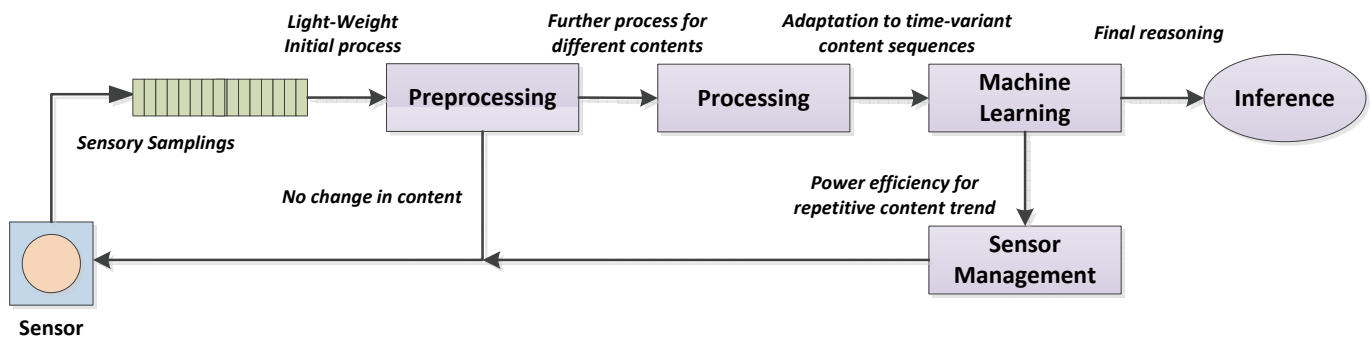 Light-Weight
Initial process
Further process for
different contents
Adaptation to time-variant
content sequences
Final reasoning
Preprocessing
Processing
Machine
Learning
Inference
Sensory Samplings
No change in content
Power efficiency for
repetitive content trend
Sensor
Management
Sensor